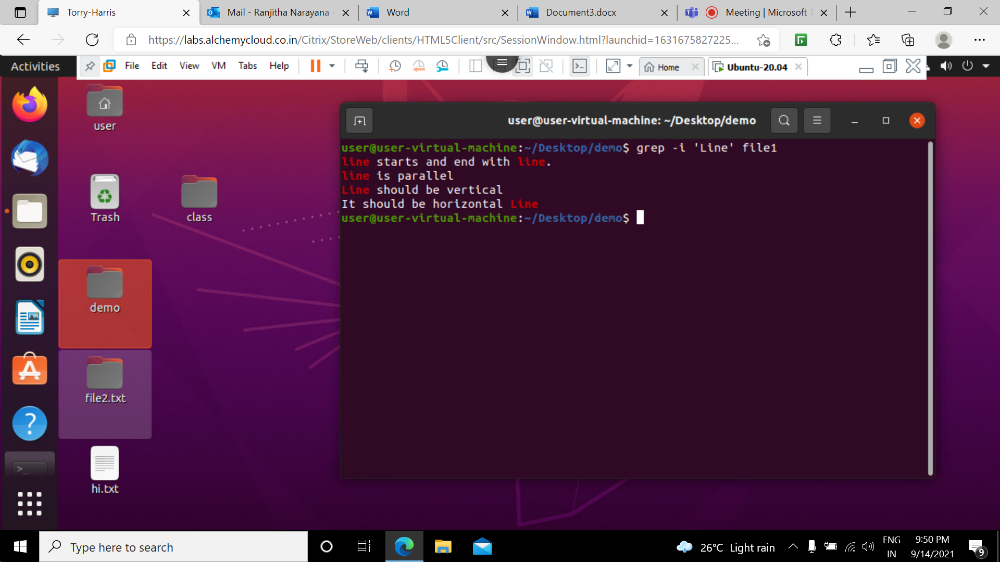 Torry-Harris
Mail - Ranjitha Narayana -
Word
Document3.docx
Meeting | Microsoft T
https://labs.alchemycloud.co.in/Citrix/StoreWeb/clients/HTML5Client/src/SessionWindow.html?launchid=1631675827225...
Activities
File Edit View VM Tabs Help
Home
Ubuntu-20.04
user
Trash
class
demo
file2.txt
hi.txt
user@user-virtual-machine: ~/Desktop/demo
user@user-virtual-machine:~/Desktop/demo$ grep -i 'Line' file1
line starts and end with line.
line is parallel
Line should be vertical
It should be horizontal Line
user@user-virtual-machine:~/Desktop/demo$
Type here to search
26°C Light rain
ENG
IN
9:50 PM
9/14/2021
9